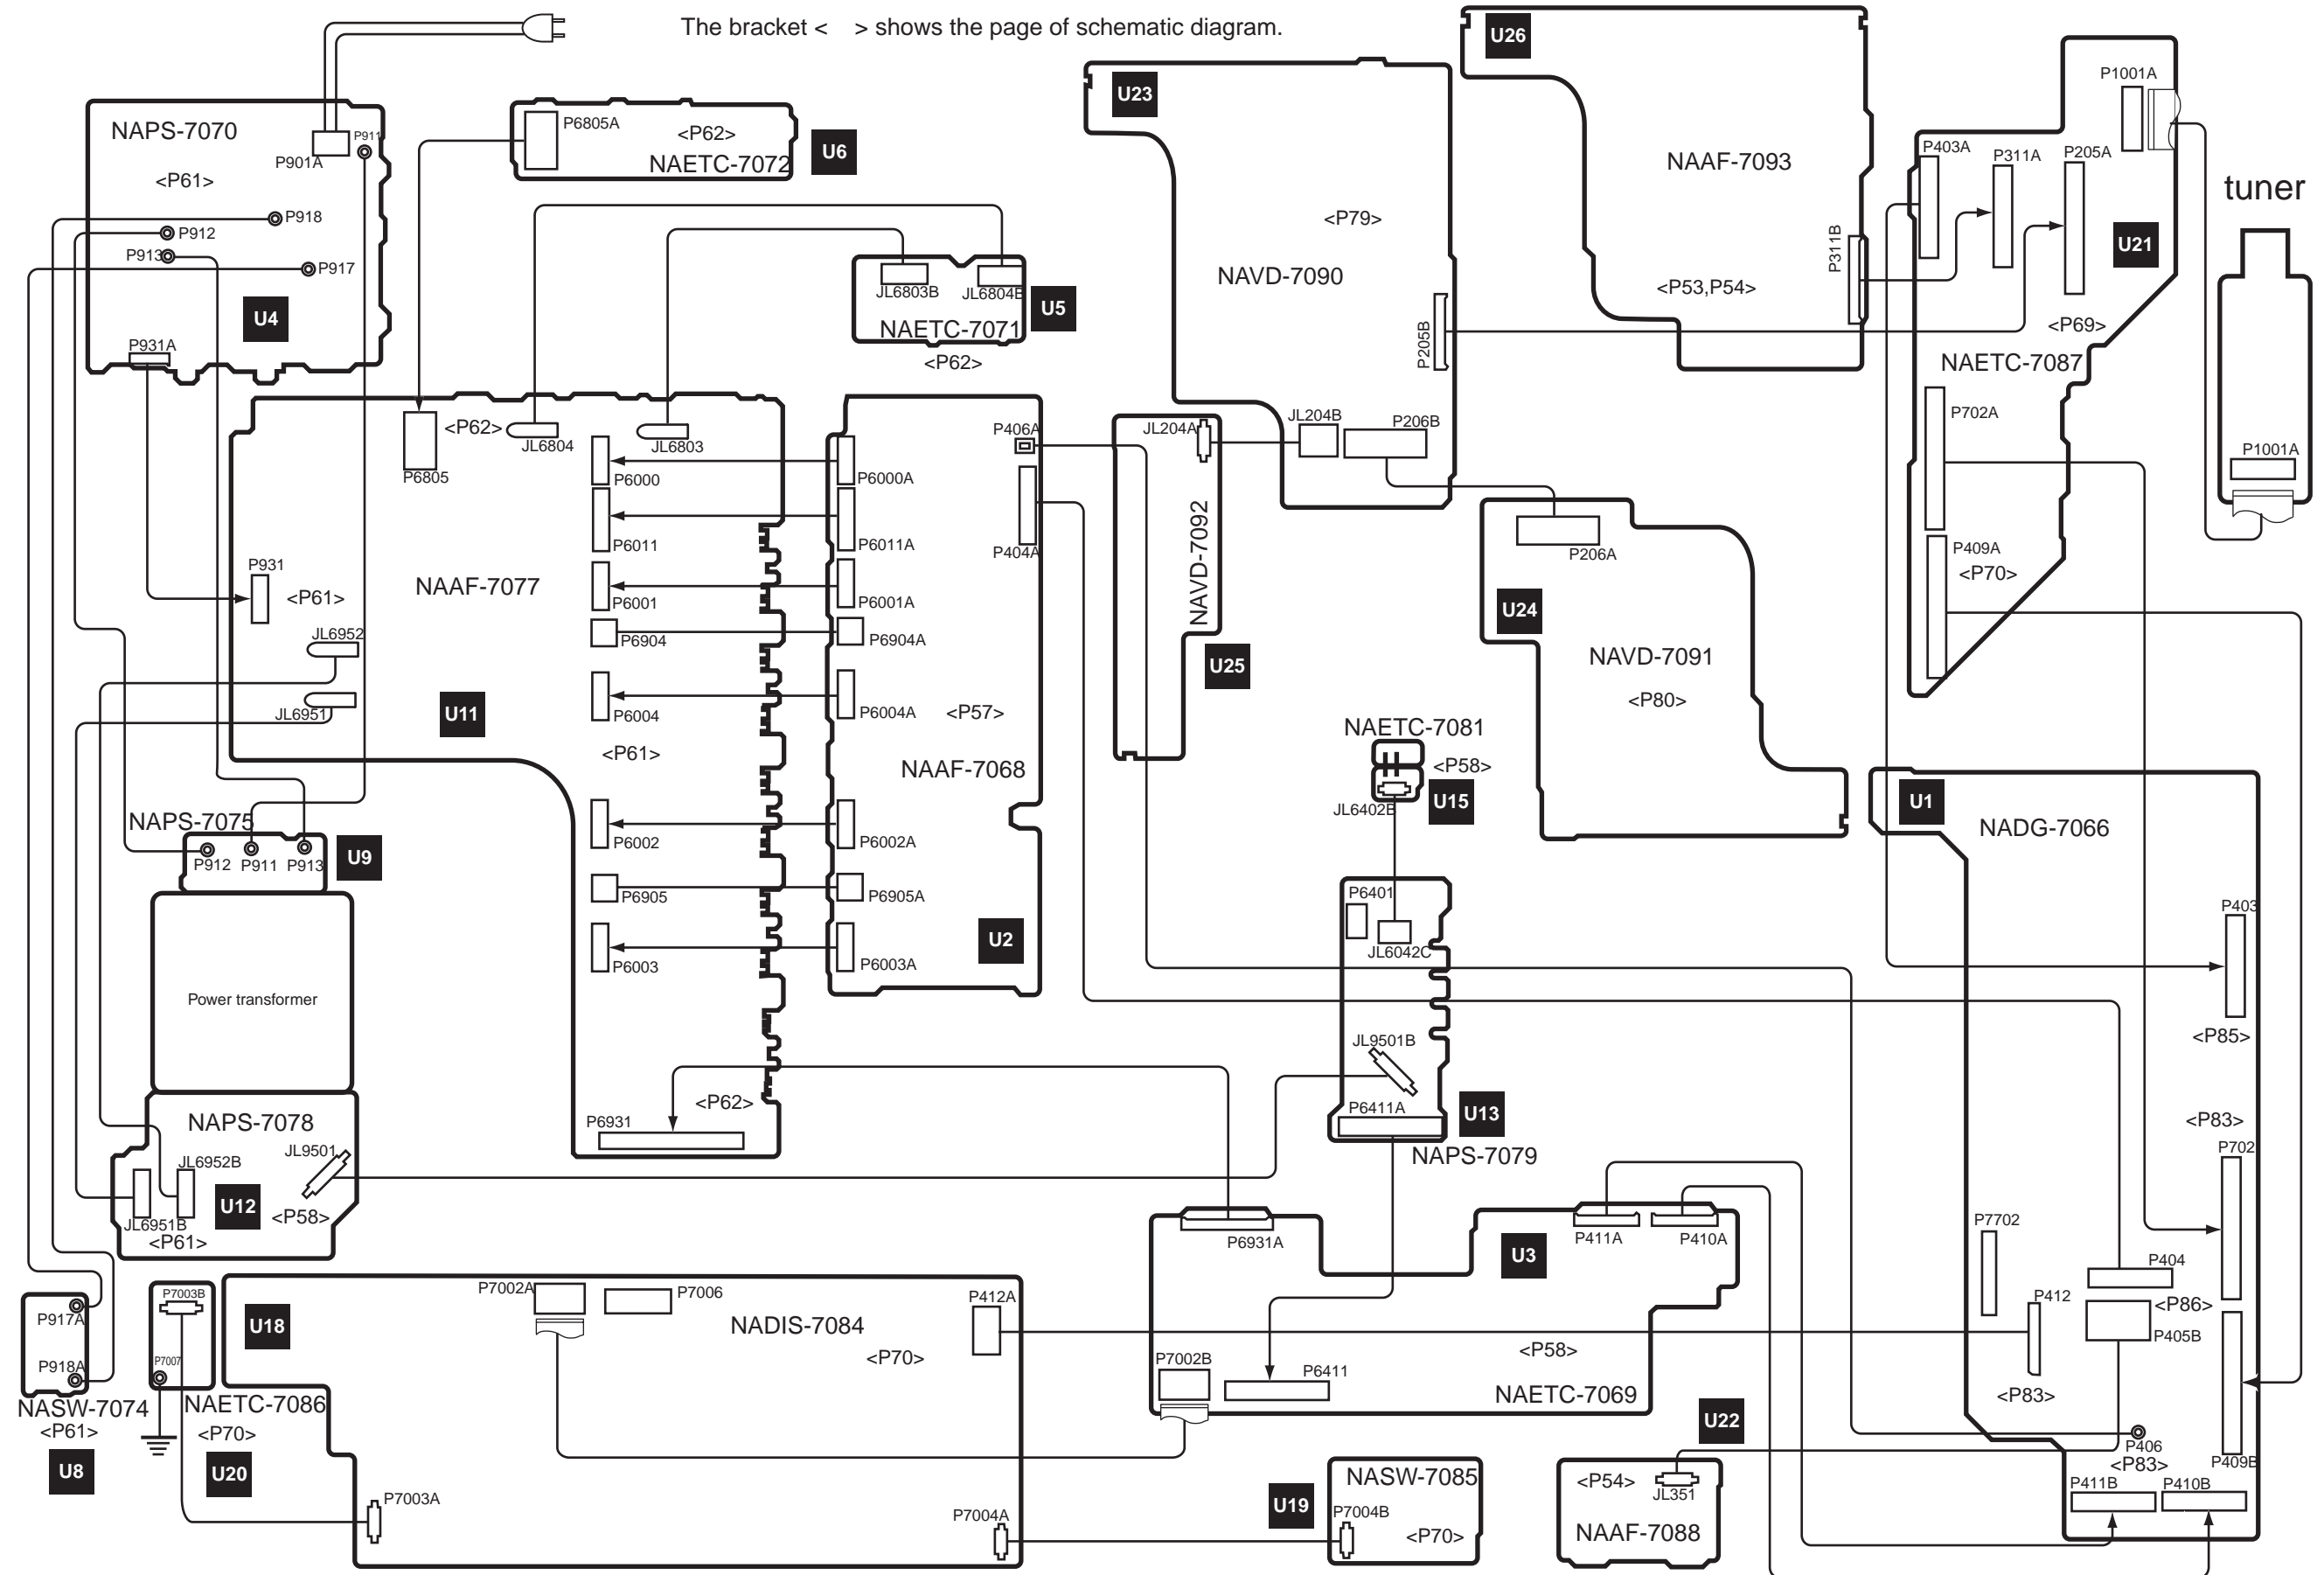 The bracket <    > shows the page of schematic diagram.
NAPS-7070
P901A
P911
<P61>
P918
P912
P913
P917
U4
P931A
P6805A
<P62>
NAETC-7072
U6
JL6803B
JL6804B
U5
NAETC-7071
<P62>
U23
<P79>
NAVD-7090
P205B
JL204B
P206B
U26
NAAF-7093
P311B
<P53,P54>
P1001A
P403A
P311A
P205A
U21
<P69>
NAETC-7087
P702A
P409A
<P70>
tuner
P1001A
P6805
<P62>
JL6804
JL6803
P6000
P6011
P931
<P61>
NAAF-7077
P6001
P6904
JL6952
JL6951
U11
P6004
<P61>
P6002
P6905
P6003
P6931
<P62>
P406A
P6000A
P6011A
P404A
P6001A
P6904A
P6004A
<P57>
NAAF-7068
P6002A
P6905A
U2
P6003A
JL204A
NAVD-7092
U25
P206A
U24
NAVD-7091
<P80>
NAETC-7081
<P58>
JL6402B
U15
P6401
JL6042C
JL9501B
P6411A
U13
NAPS-7079
U1
NADG-7066
P403
<P85>
<P83>
P702
P7702
P404
P412
<P86>
P405B
<P83>
P406
<P83>
P409B
P411B
P410B
NAPS-7075
P912
P911
P913
U9
Power transformer
NAPS-7078
JL9501
JL6952B
U12
<P58>
JL6951B
<P61>
P6931A
P411A
P410A
U3
<P58>
P7002B
P6411
NAETC-7069
P917A
P918A
NASW-7074
<P61>
U8
P7003B
P7007
NAETC-7086
<P70>
U20
U18
P7002A
P7006
P412A
NADIS-7084
<P70>
P7003A
P7004A
U19
NASW-7085
P7004B
<P70>
U22
<P54>
JL351
NAAF-7088